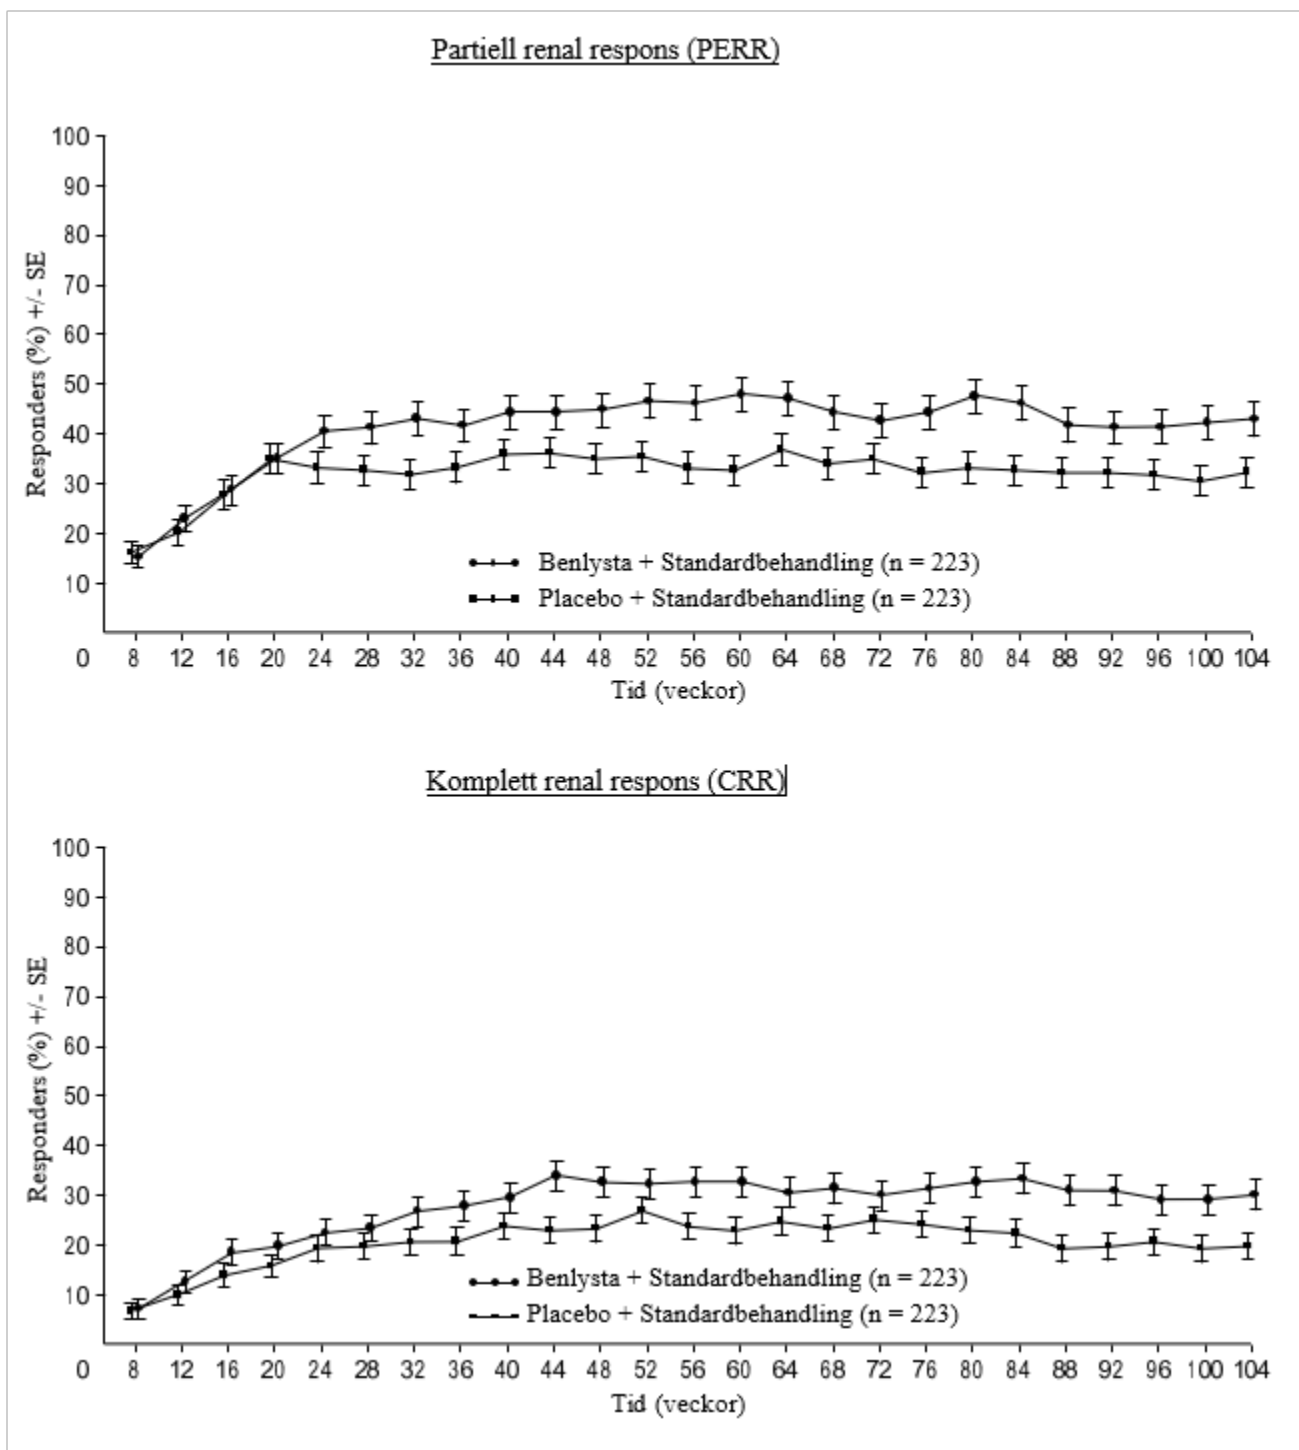 Partiell renal respons (PERR)
100
90
80
70
60
50
40
30
20
10
Responders (%) +/- SE
Benlysta + Standardbehandling (n = 223)
Placebo + Standardbehandling (n = 223)
0 8 12 16 20 24 28 32 36 40 44 48 52 56 60 64 68 72 76 80 84 88 92 96 100 104
Tid (veckor)
Komplett renal respons (CRR)
100
90
80
70
60
50
40
30
20
10
Responders (%) +/- SE
Benlysta + Standardbehandling (n = 223)
Placebo + Standardbehandling (n = 223)
0 8 12 16 20 24 28 32 36 40 44 48 52 56 60 64 68 72 76 80 84 88 92 96 100 104
Tid (veckor)